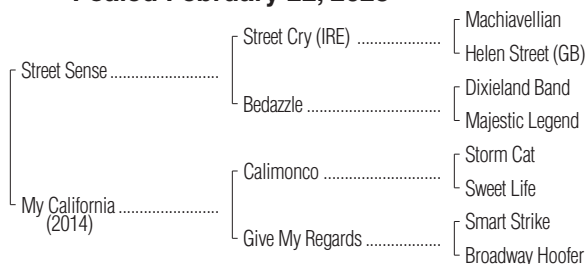 Foaled February 22, 2023
Machiavellian
Street Cry (IRE)
Helen Street (GB)
Street Sense
Dixieland Band
Bedazzle
Majestic Legend
Storm Cat
Calimonco
Sweet Life
My California
(2014)
Smart Strike
Give My Regards
Broadway Hoofer